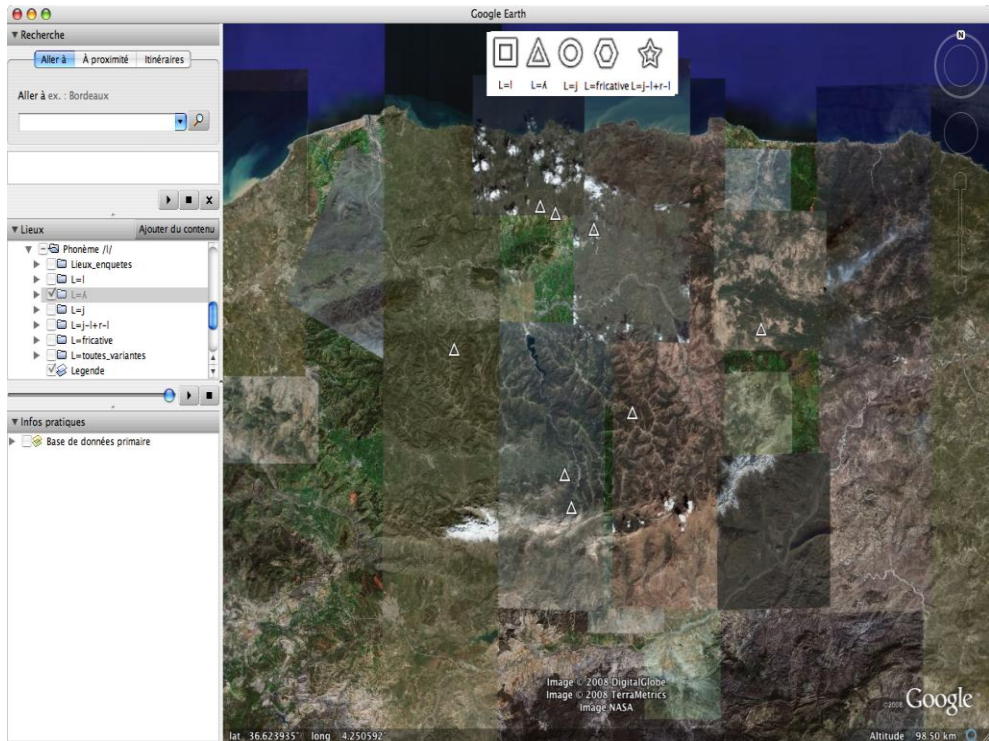 Google Earth
▼ Recherche
Aller à À proximité Itinéraires
Aller à ex. : Bordeaux
▼ Lieux Ajouter du contenu
Phonème /l/
Lieux_enquetes
L=l
L=ʎ
L=j
L=j-l+r-l
L=fricative
L=toutes_variantes
Legende
▼ Infos pratiques
Base de données primaire
L=l L=ʎ L=j L=fricative L=j-l+r-l
N
Image © 2008 DigitalGlobe
Image © 2008 TerraMetrics
Image NASA
©2008 Google
lat 36.623935° long 4.250592° Altitude 98.50 km